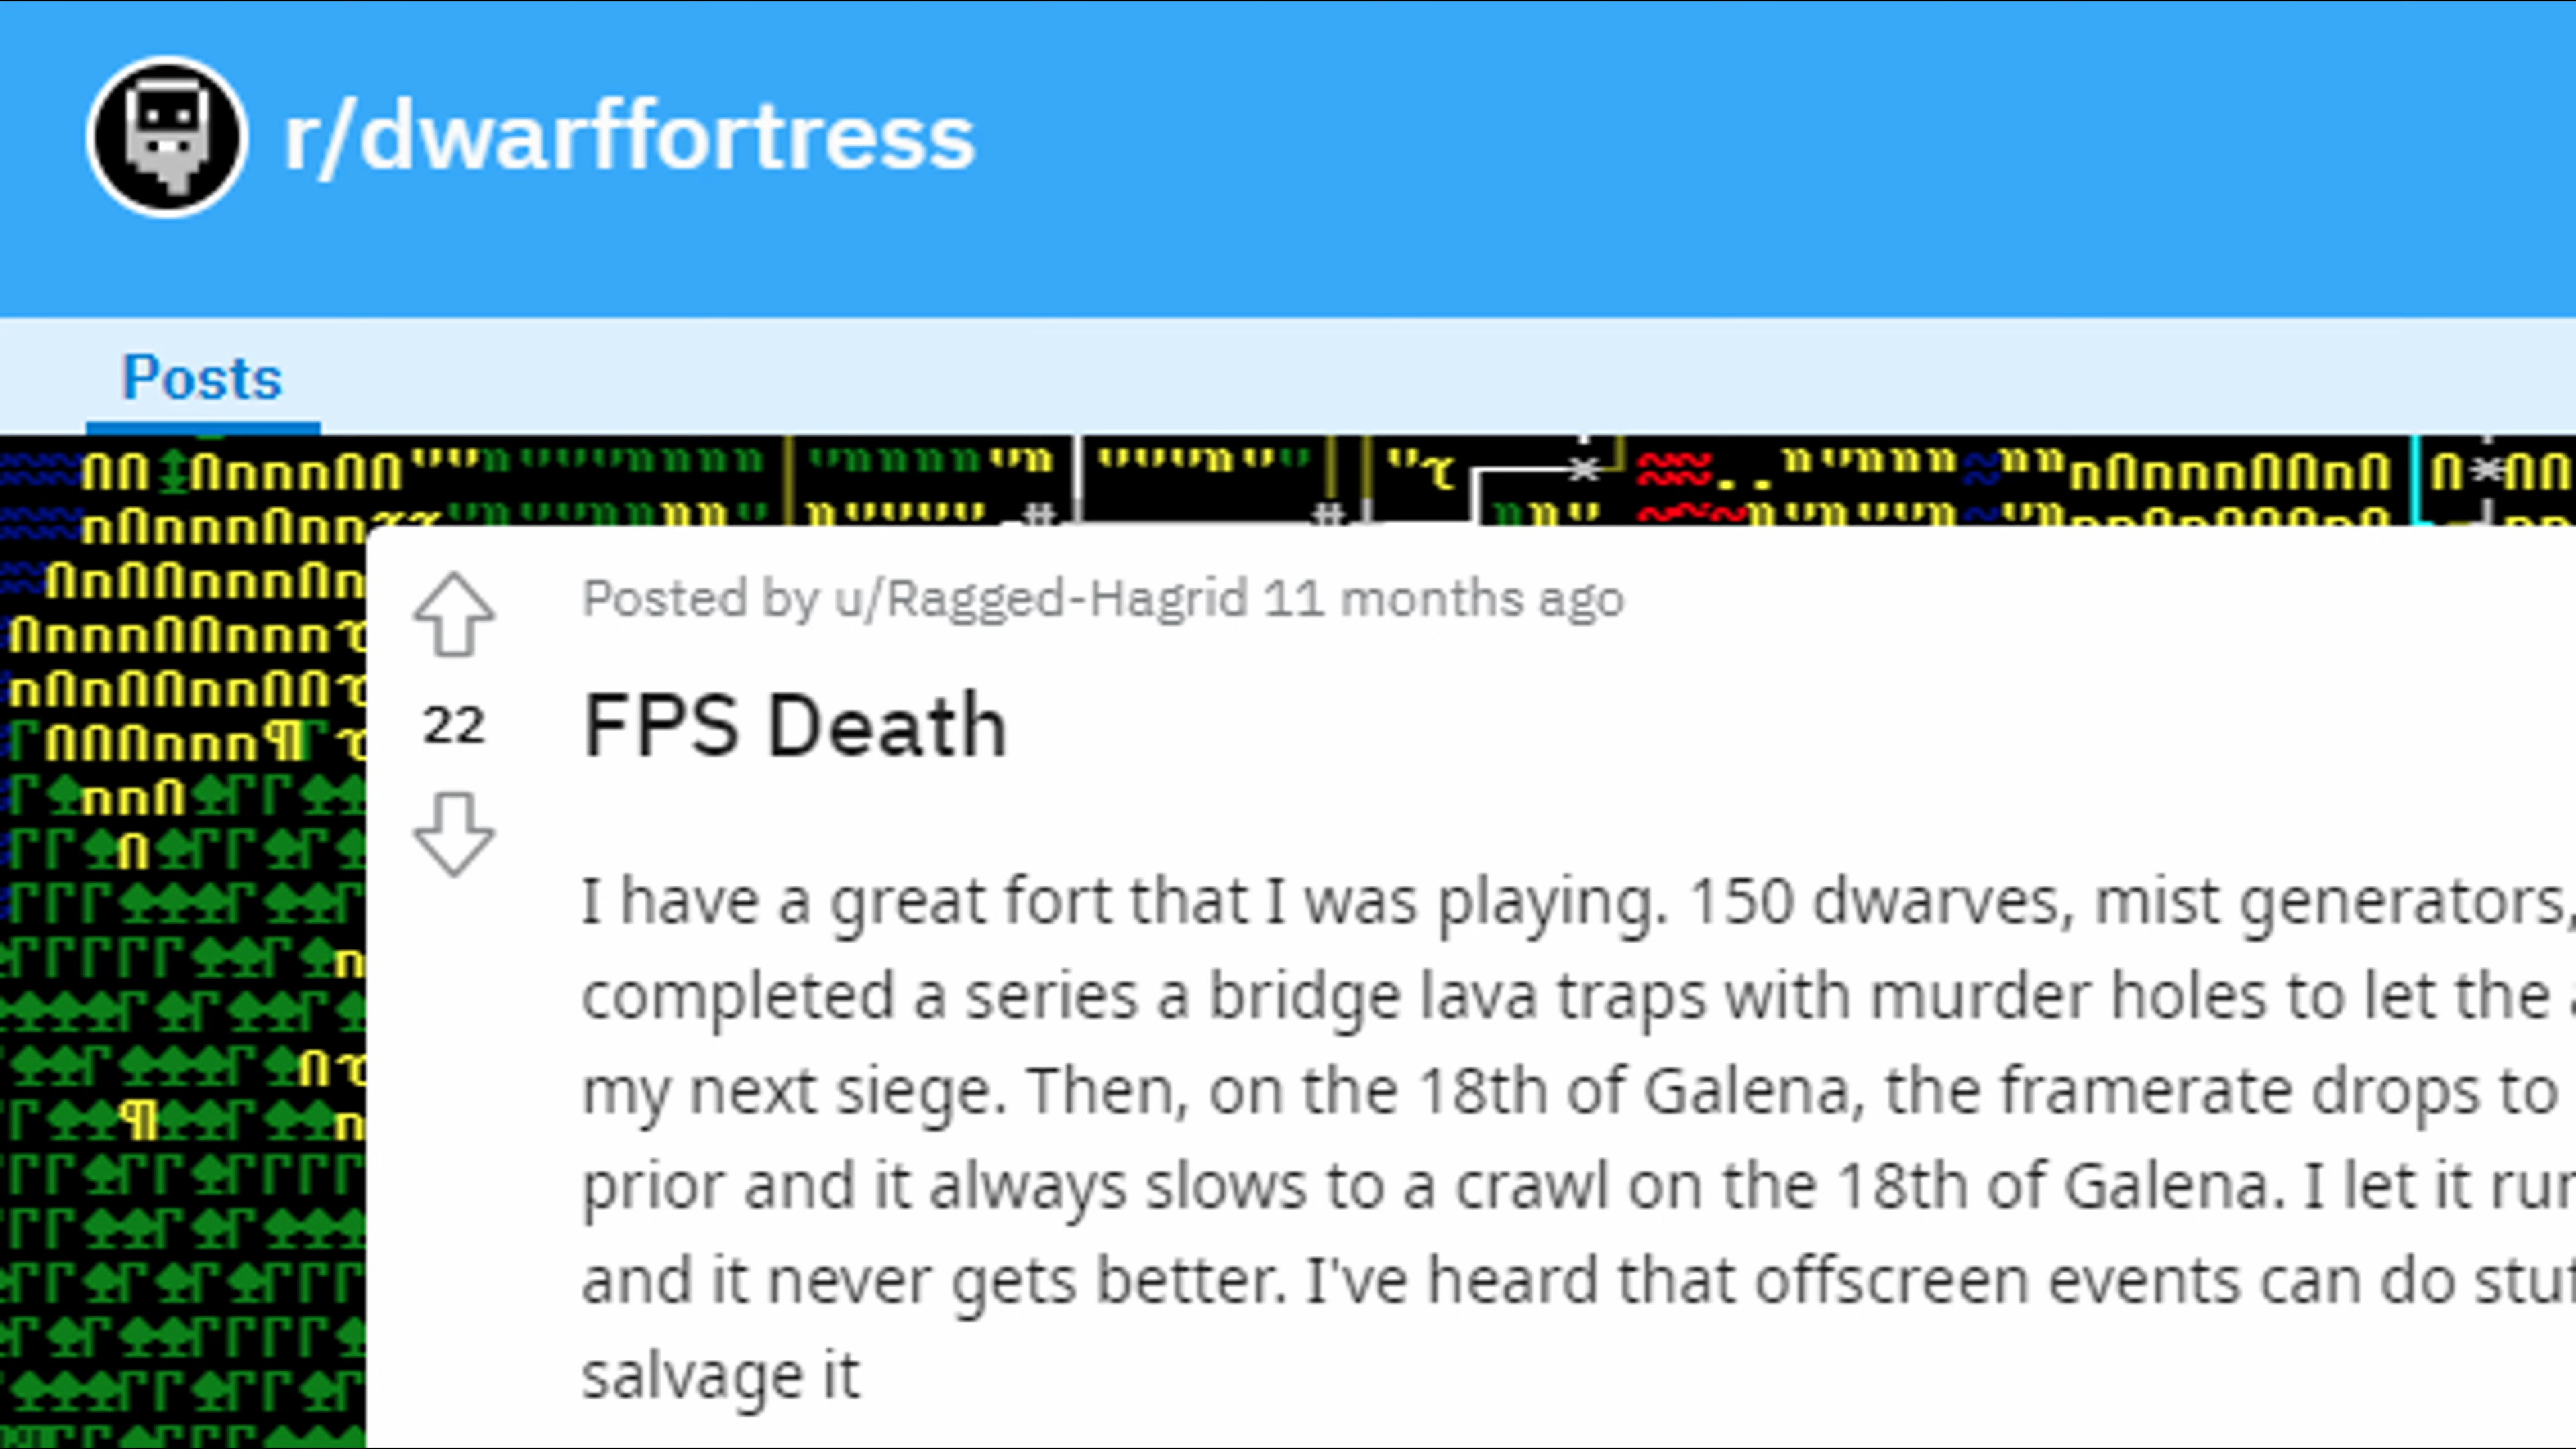 r/dwarffortress
Posts
Posted by u/Ragged-Hagrid 11 months ago
22
FPS Death
I have a great fort that I was playing. 150 dwarves, mist generators,
completed a series a bridge lava traps with murder holes to let the
my next siege. Then, on the 18th of Galena, the framerate drops to
prior and it always slows to a crawl on the 18th of Galena. I let it
and it never gets better. I've heard that offscreen events can do
salvage it